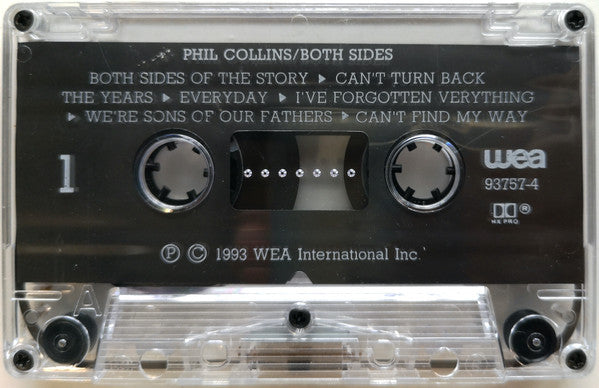 PHIL COLLINS/BOTH SIDES
BOTH SIDES OF THE STORY ▶ CAN'T TURN BACK
THE YEARS ▶ EVERYDAY ▶ I'VE FORGOTTEN VERYTHING
▶ WE'RE SONS OF OUR FATHERS ▶ CAN'T FIND MY WAY
1
wea
93757-4
®
HX PRO
Ⓟ © 1993 WEA International Inc.
A